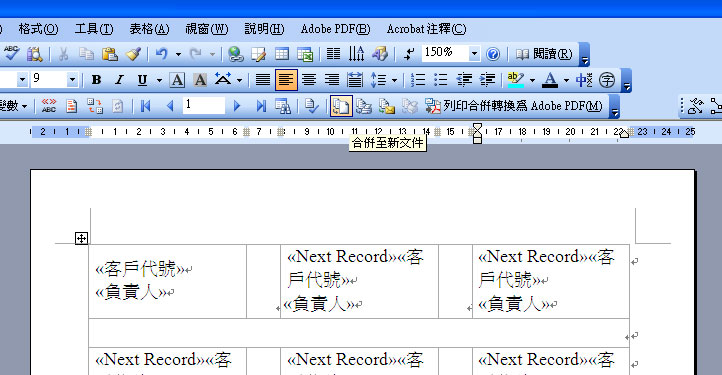 格式(O) 工具(T) 表格(A) 視窗(W) 說明(H) Adobe PDF(B) Acrobat 注釋(C)
150% 閱讀(R)
9 B I U A A A 中 字
變數 1 列印合併轉換為 Adobe PDF(M)
2 1 1 2 3 4 5 6 7 8 9 10 11 12 13 14 15 16 17 18 19 20 21 22 23 24 25
合併至新文件
«客戶代號» «Next Record»«客 «Next Record»«客
戶代號» 戶代號»
«負責人» «負責人» «負責人»
«Next Record»«客 «Next Record»«客 «Next Record»«客